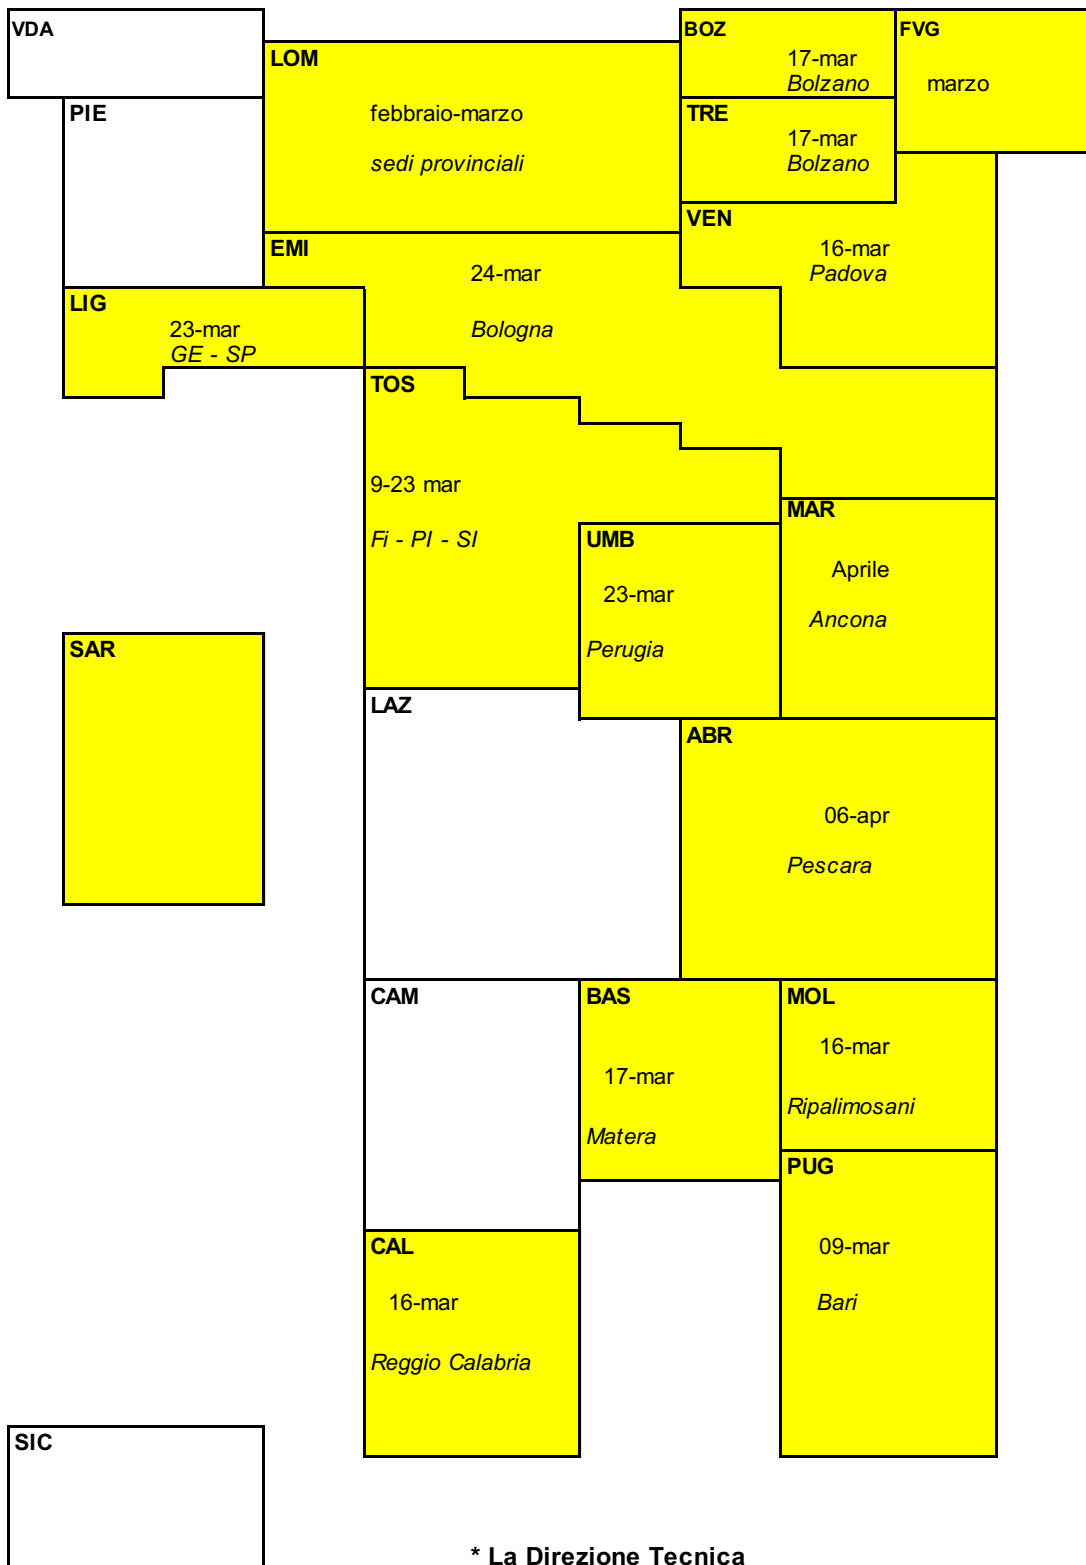 VDA
BOZ
FVG
LOM
17-mar
Bolzano
marzo
PIE
febbraio-marzo
TRE
17-mar
sedi provinciali
Bolzano
VEN
EMI
16-mar
24-mar
Padova
LIG
23-mar
Bologna
GE - SP
TOS
9-23 mar
MAR
Fi - PI - SI
UMB
Aprile
23-mar
Ancona
SAR
Perugia
LAZ
ABR
06-apr
Pescara
CAM
BAS
MOL
16-mar
17-mar
Ripalimosani
Matera
PUG
CAL
09-mar
16-mar
Bari
Reggio Calabria
SIC
* La Direzione Tecnica